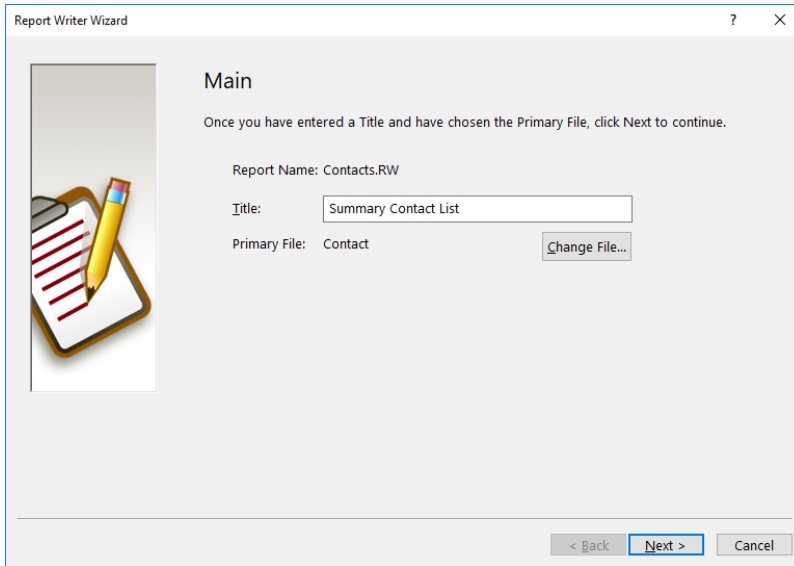 Report Writer Wizard
?
Main
Once you have entered a Title and have chosen the Primary File, click Next to continue.
Report Name: Contacts.RW
Title: Summary Contact List
Primary File: Contact Change File...
< Back Next > Cancel